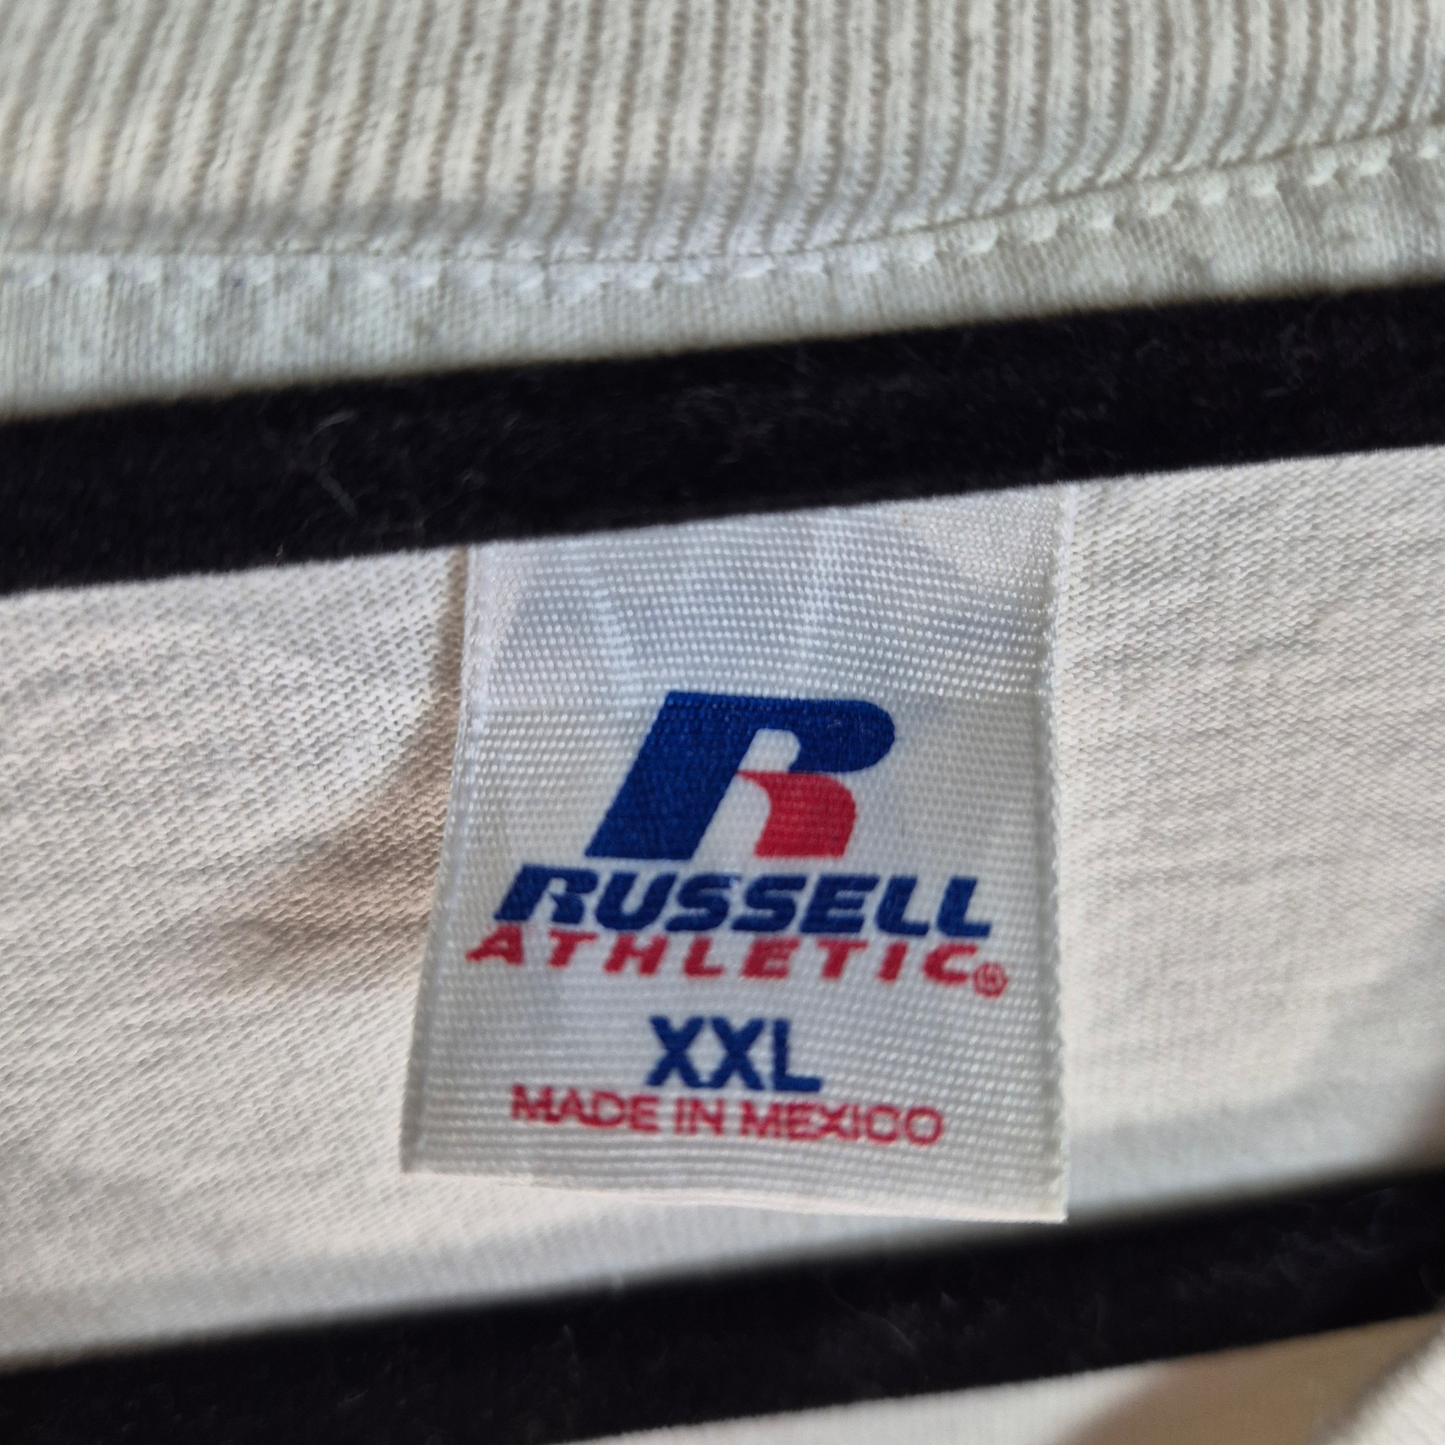 R
RUSSELL
ATHLETIC®
XXL
MADE IN MEXICO